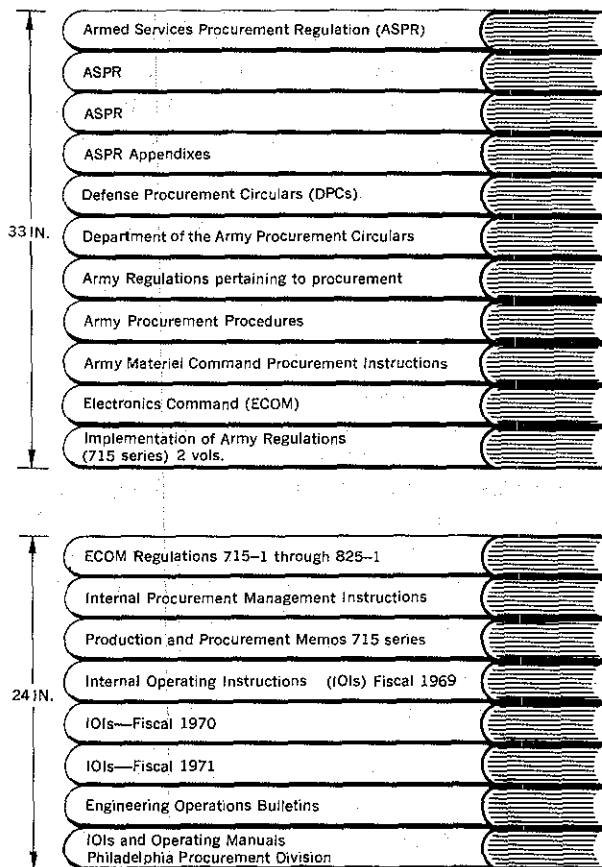 Armed Services Procurement Regulation (ASPR)
ASPR
ASPR
ASPR Appendixes
Defense Procurement Circulars (DPCs)
33 IN.
Department of the Army Procurement Circulars
Army Regulations pertaining to procurement
Army Procurement Procedures
Army Materiel Command Procurement Instructions
Electronics Command (ECOM)
Implementation of Army Regulations
(715 series) 2 vols.
ECOM Regulations 715-1 through 825-1
Internal Procurement Management Instructions
Production and Procurement Memos 715 series
24 IN.
Internal Operating Instructions (IOIs) Fiscal 1969
IOIs—Fiscal 1970
IOIs—Fiscal 1971
Engineering Operations Bulletins
IOIs and Operating Manuals
Philadelphia Procurement Division